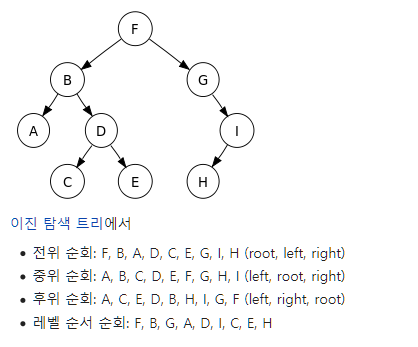 F
B
G
A
D
I
C
E
H
이진 탐색 트리에서
전위 순회: F, B, A, D, C, E, G, I, H (root, left, right)
중위 순회: A, B, C, D, E, F, G, H, I (left, root, right)
후위 순회: A, C, E, D, B, H, I, G, F (left, right, root)
레벨 순서 순회: F, B, G, A, D, I, C, E, H